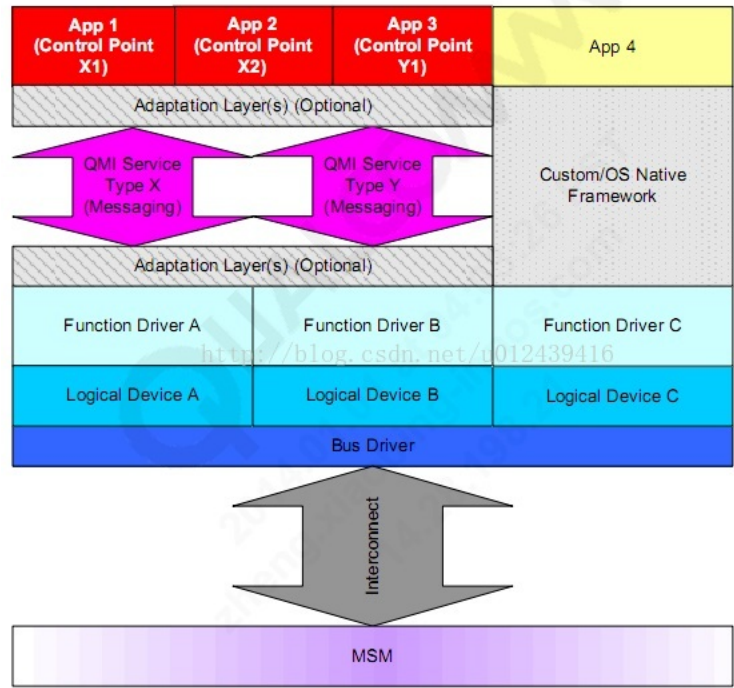 App 1
(Control Point
X1)
App 2
(Control Point
X2)
App 3
(Control Point
Y1)
App 4
Adaptation Layer(s) (Optional)
QMI Service
Type X
(Messaging)
QMI Service
Type Y
(Messaging)
Custom/OS Native
Framework
Adaptation Layer(s) (Optional)
Function Driver A
Function Driver B
Function Driver C
http://blog.csdn.net/u012439416
Logical Device A
Logical Device B
Logical Device C
Bus Driver
Interconnect
MSM